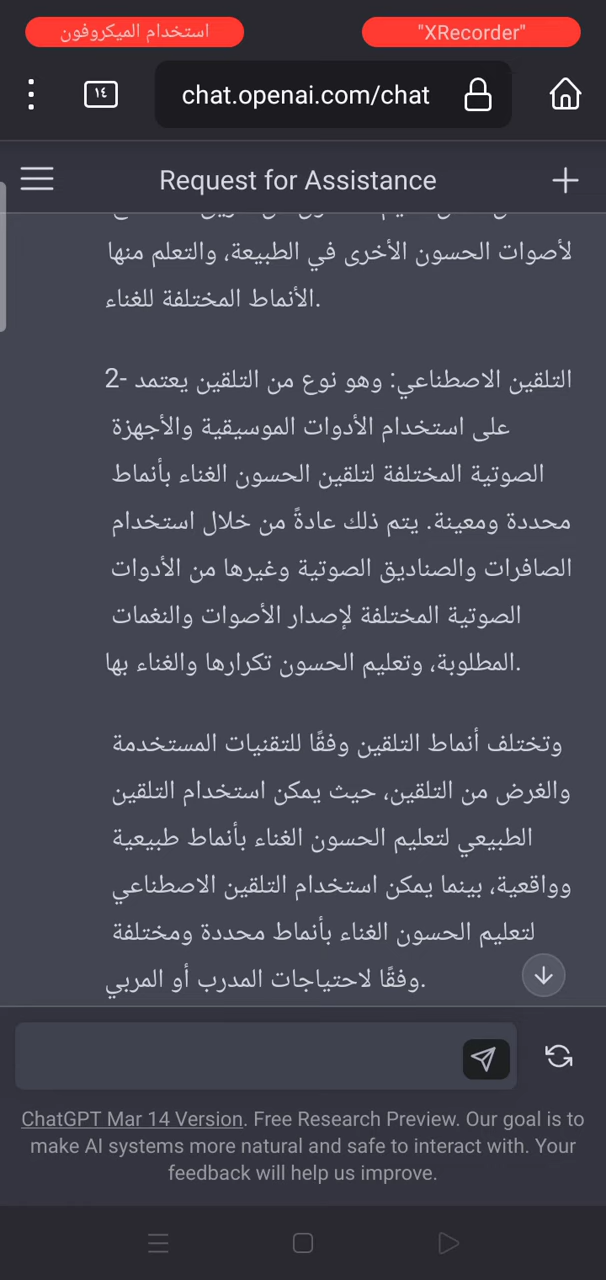 استخدام الميكروفون
"XRecorder"
١٤
chat.openai.com/chat
Request for Assistance
لأصوات الحسون الأخرى في الطبيعة، والتعلم منها
الأنماط المختلفة للغناء.
2- التلقين الاصطناعي: وهو نوع من التلقين يعتمد
على استخدام الأدوات الموسيقية والأجهزة
الصوتية المختلفة لتلقين الحسون الغناء بأنماط
محددة ومعينة. يتم ذلك عادةً من خلال استخدام
الصافرات والصناديق الصوتية وغيرها من الأدوات
الصوتية المختلفة لإصدار الأصوات والنغمات
المطلوبة، وتعليم الحسون تكرارها والغناء بها.
وتختلف أنماط التلقين وفقًا للتقنيات المستخدمة
والغرض من التلقين، حيث يمكن استخدام التلقين
الطبيعي لتعليم الحسون الغناء بأنماط طبيعية
وواقعية، بينما يمكن استخدام التلقين الاصطناعي
لتعليم الحسون الغناء بأنماط محددة ومختلفة
وفقًا لاحتياجات المدرب أو المربي.
ChatGPT Mar 14 Version. Free Research Preview. Our goal is to
make AI systems more natural and safe to interact with. Your
feedback will help us improve.